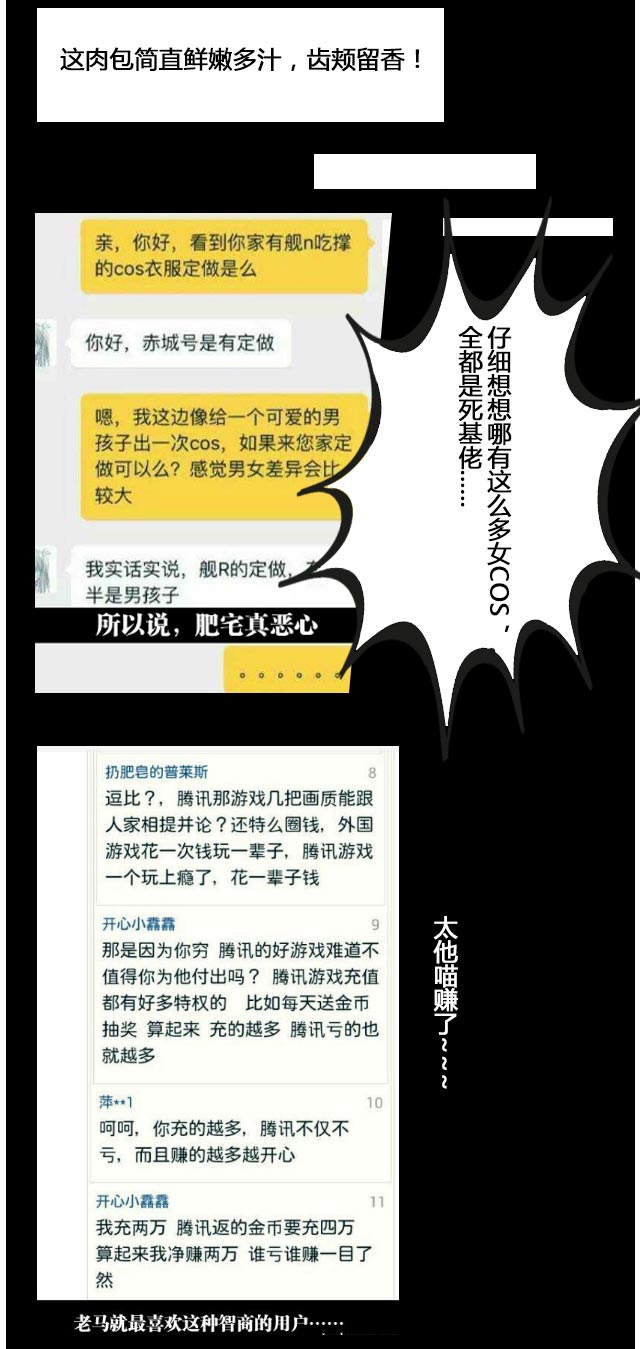 这肉包简直鲜嫩多汁，齿颊留香！
亲，你好，看到你家有舰n吃撑
的cos衣服定做是么
你好，赤城号是有定做
嗯，我这边像给一个可爱的男
孩子出一次cos，如果来您家定
做可以么？感觉男女差异会比
较大
我实话实说，舰R的定做，
半是男孩子
所以说，肥宅真恶心
。。。。。。
仔细想想哪有这么多女COS，
全都是死基佬……
扔肥皂的普莱斯 8
逗比？，腾讯那游戏几把画质能跟
人家相提并论？还特么圈钱，外国
游戏花一次钱玩一辈子，腾讯游戏
一个玩上瘾了，花一辈子钱
开心小馫馫 9
那是因为你穷 腾讯的好游戏难道不
值得你为他付出吗？ 腾讯游戏充值
都有好多特权的 比如每天送金币
抽奖 算起来 充的越多 腾讯亏的也
就越多
萍**1 10
呵呵，你充的越多，腾讯不仅不
亏，而且赚的越多越开心
开心小馫馫 11
我充两万 腾讯返的金币要充四万
算起来我净赚两万 谁亏谁赚一目了
然
太他喵赚了~~~
老马就最喜欢这种智商的用户……